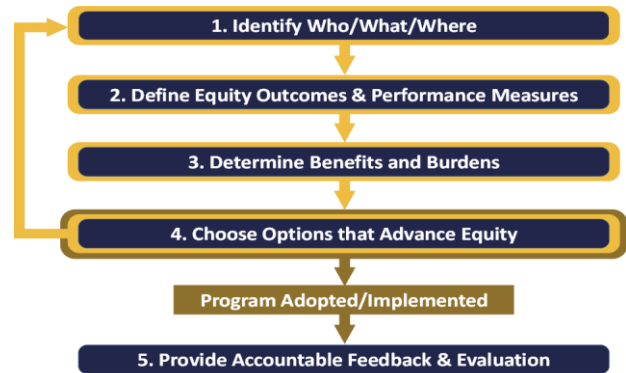 1. Identify Who/What/Where
2. Define Equity Outcomes & Performance Measures
3. Determine Benefits and Burdens
4. Choose Options that Advance Equity
Program Adopted/Implemented
5. Provide Accountable Feedback & Evaluation